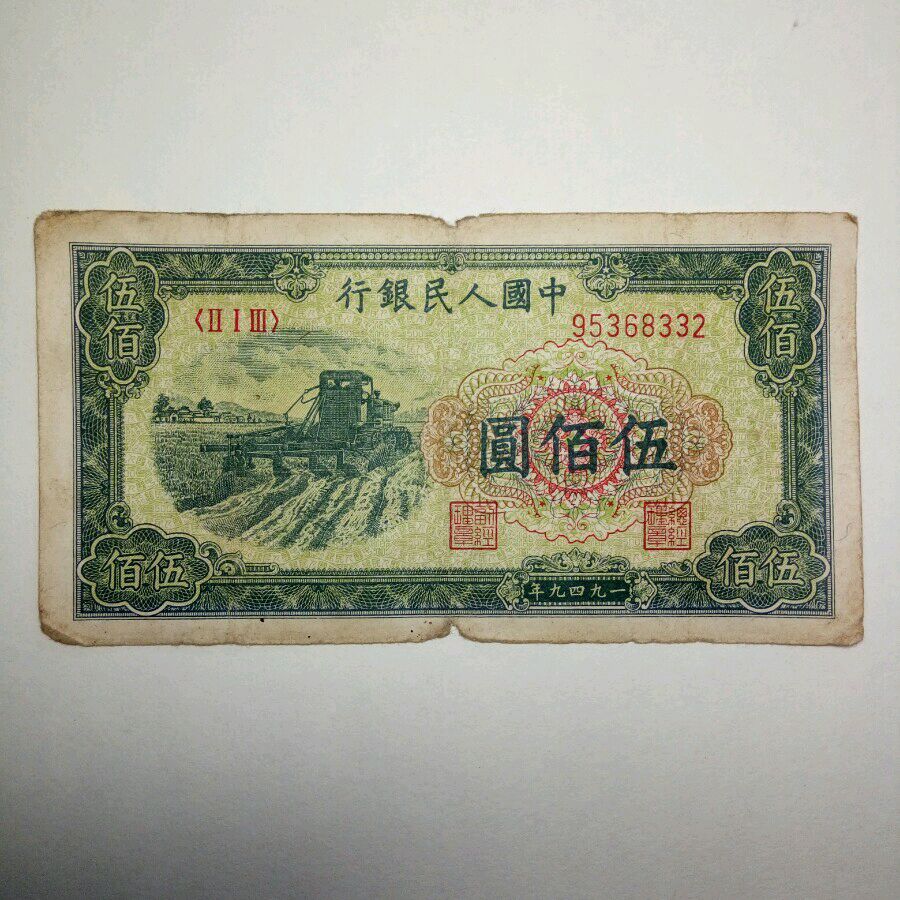 中國人民銀行
〈II I III〉
95368332
伍佰
伍佰
伍佰圓
伍佰
伍佰
一九四九年